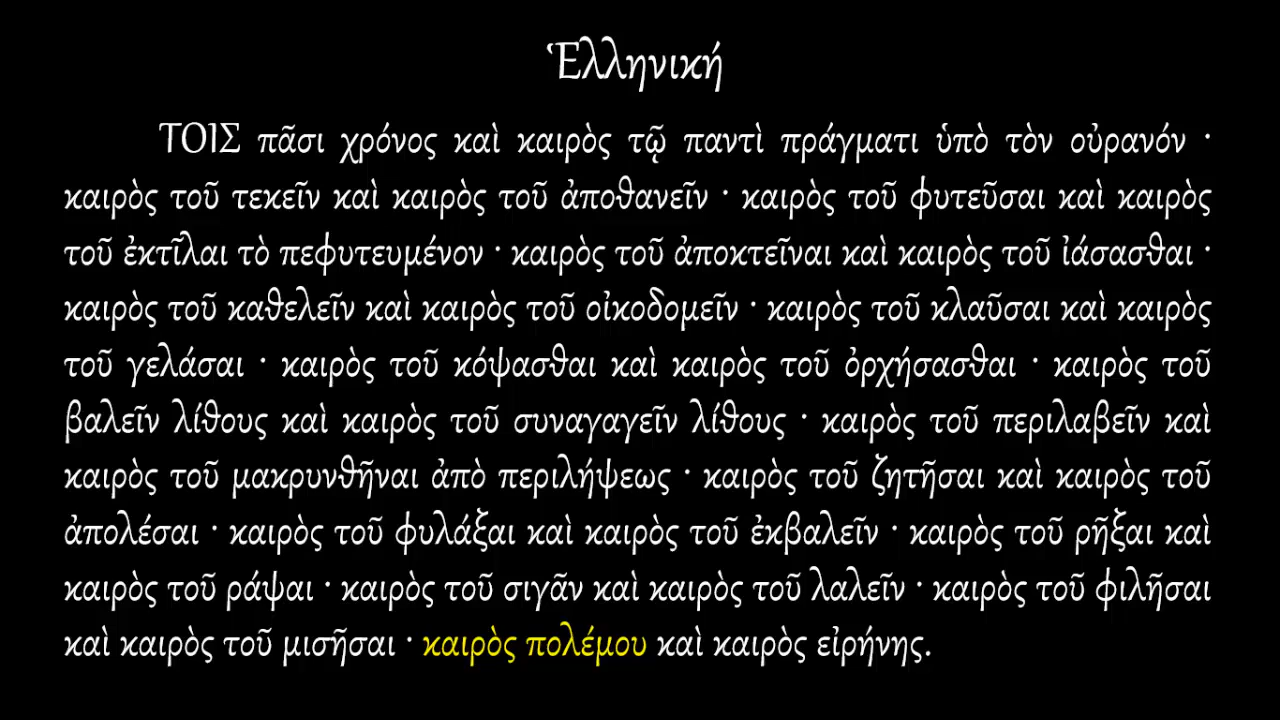 Ἑλληνική
ΤΟΙΣ πᾶσι χρόνος καὶ καιρὸς τῷ παντὶ πράγματι ὑπὸ τὸν οὐρανόν ·
καιρὸς τοῦ τεκεῖν καὶ καιρὸς τοῦ ἀποθανεῖν · καιρὸς τοῦ φυτεῦσαι καὶ καιρὸς
τοῦ ἐκτῖλαι τὸ πεφυτευμένον · καιρὸς τοῦ ἀποκτεῖναι καὶ καιρὸς τοῦ ἰάσασθαι ·
καιρὸς τοῦ καθελεῖν καὶ καιρὸς τοῦ οἰκοδομεῖν · καιρὸς τοῦ κλαῦσαι καὶ καιρὸς
τοῦ γελάσαι · καιρὸς τοῦ κόψασθαι καὶ καιρὸς τοῦ ὀρχήσασθαι · καιρὸς τοῦ
βαλεῖν λίθους καὶ καιρὸς τοῦ συναγαγεῖν λίθους · καιρὸς τοῦ περιλαβεῖν καὶ
καιρὸς τοῦ μακρυνθῆναι ἀπὸ περιλήψεως · καιρὸς τοῦ ζητῆσαι καὶ καιρὸς τοῦ
ἀπολέσαι · καιρὸς τοῦ φυλάξαι καὶ καιρὸς τοῦ ἐκβαλεῖν · καιρὸς τοῦ ρῆξαι καὶ
καιρὸς τοῦ ράψαι · καιρὸς τοῦ σιγᾶν καὶ καιρὸς τοῦ λαλεῖν · καιρὸς τοῦ φιλῆσαι
καὶ καιρὸς τοῦ μισῆσαι · καιρὸς πολέμου καὶ καιρὸς εἰρήνης.